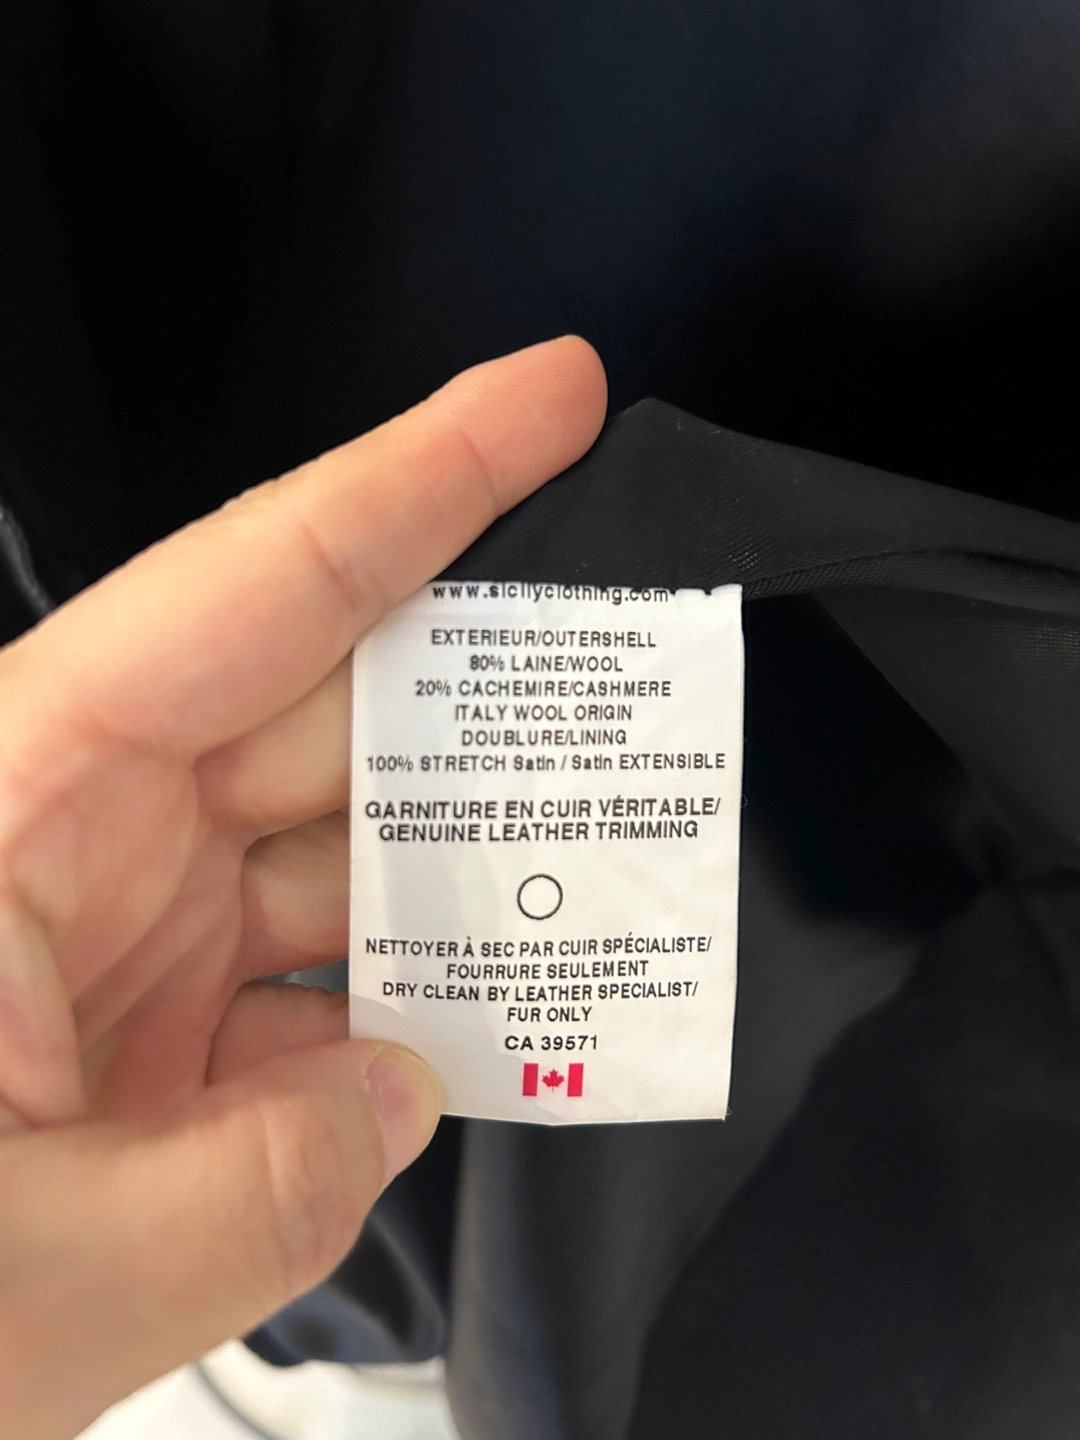 www.sicilyclothing.com
EXTERIEUR/OUTERSHELL
80% LAINE/WOOL
20% CACHEMIRE/CASHMERE
ITALY WOOL ORIGIN
DOUBLURE/LINING
100% STRETCH Satin / Satin EXTENSIBLE
GARNITURE EN CUIR VÉRITABLE/
GENUINE LEATHER TRIMMING
NETTOYER À SEC PAR CUIR SPÉCIALISTE/
FOURRURE SEULEMENT
DRY CLEAN BY LEATHER SPECIALIST/
FUR ONLY
CA 39571